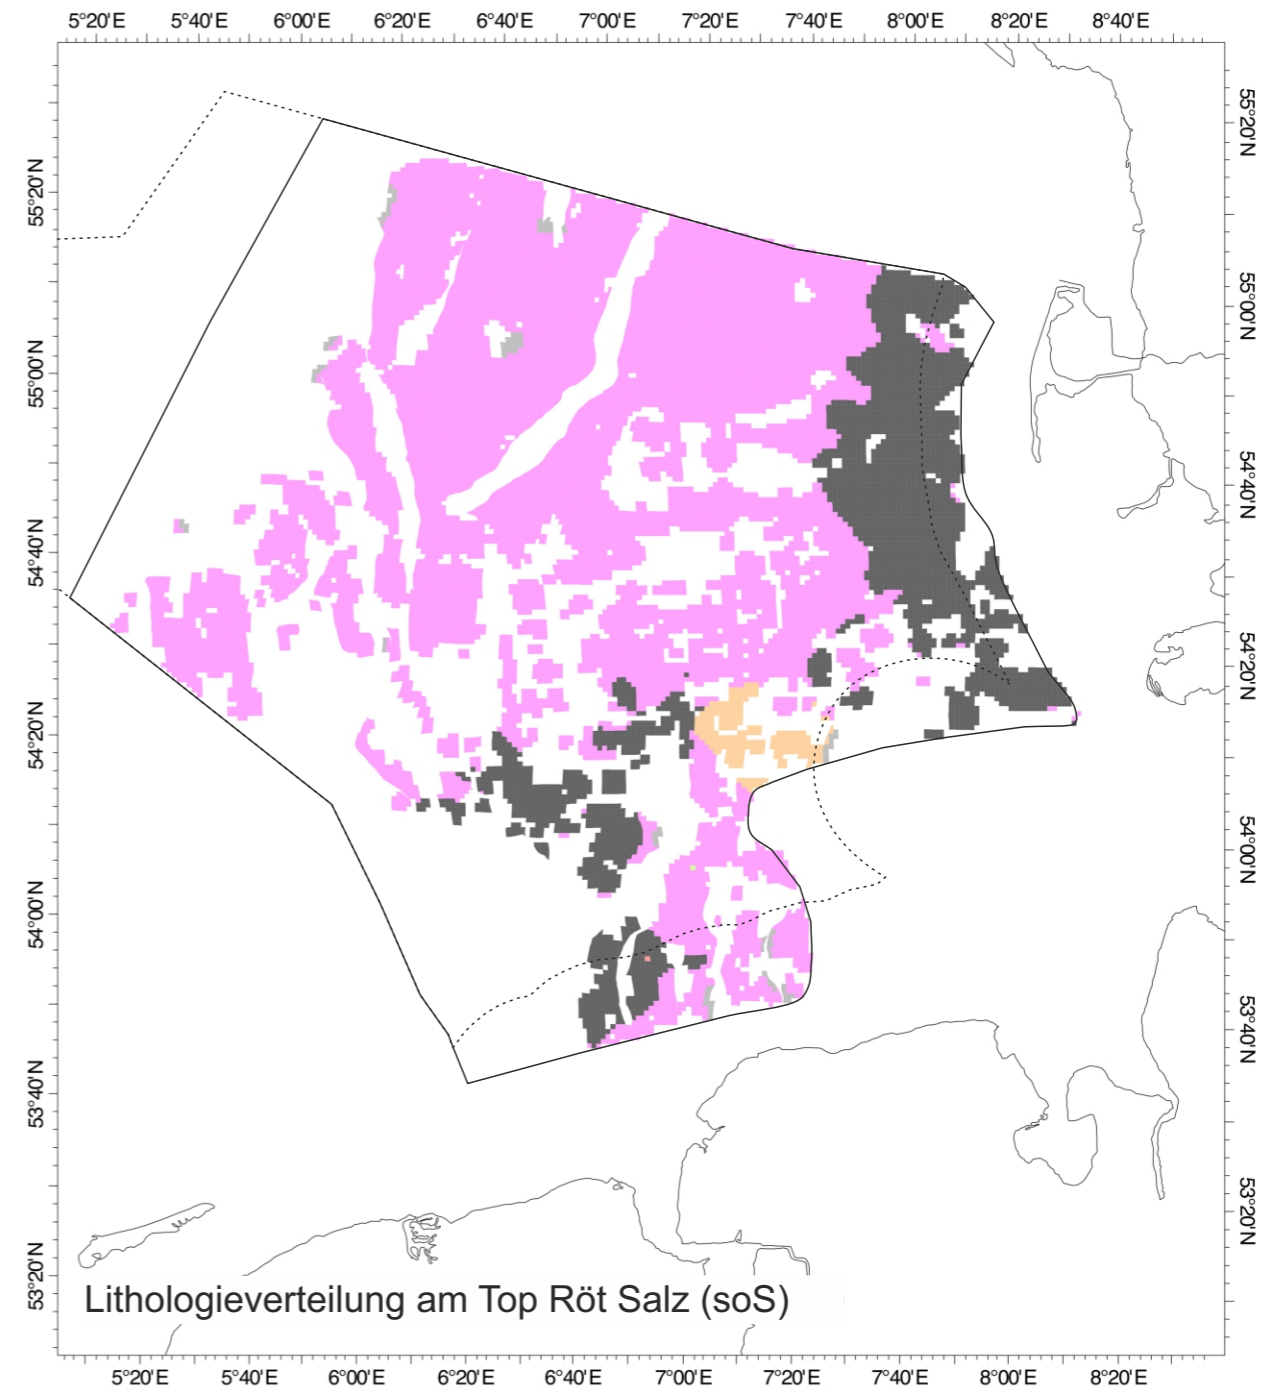 5°20'E 5°40'E 6°00'E 6°20'E 6°40'E 7°00'E 7°20'E 7°40'E 8°00'E 8°20'E 8°40'E
55°20'N
55°00'N
54°40'N
54°20'N
54°00'N
53°40'N
53°20'N
55°20'N
55°00'N
54°40'N
54°20'N
54°00'N
53°40'N
53°20'N
Lithologieverteilung am Top Röt Salz (soS)
5°20'E 5°40'E 6°00'E 6°20'E 6°40'E 7°00'E 7°20'E 7°40'E 8°00'E 8°20'E